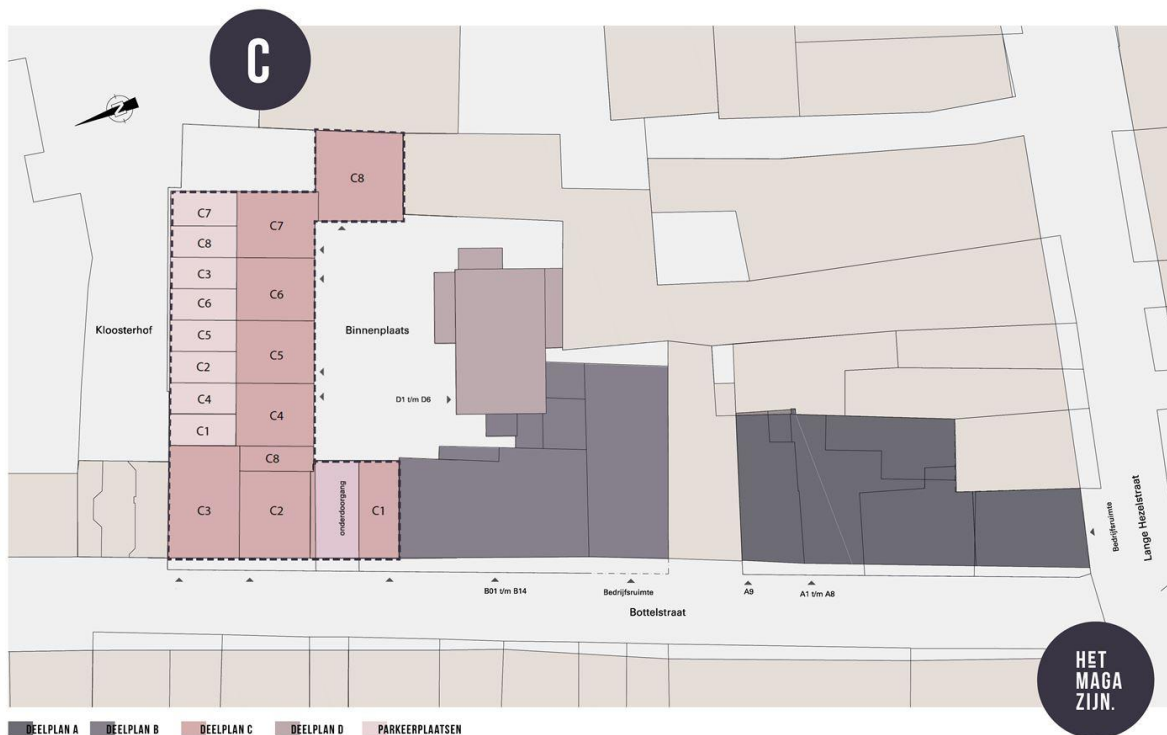 C
N
C8
C7
C7
C8
C3
C6
C6
Kloosterhof
Binnenplaats
C5
C5
C2
D1 t/m D6
C4
C4
C1
C8
C3
C2
onderdoorgang
C1
Bedrijfsruimte
Lange Hezelstraat
B01 t/m B14
Bedrijfsruimte
A9
A1 t/m A8
Bottelstraat
HET
MAGA
ZIJN.
DEELPLAN A DEELPLAN B DEELPLAN C DEELPLAN D PARKEERPLAATSEN